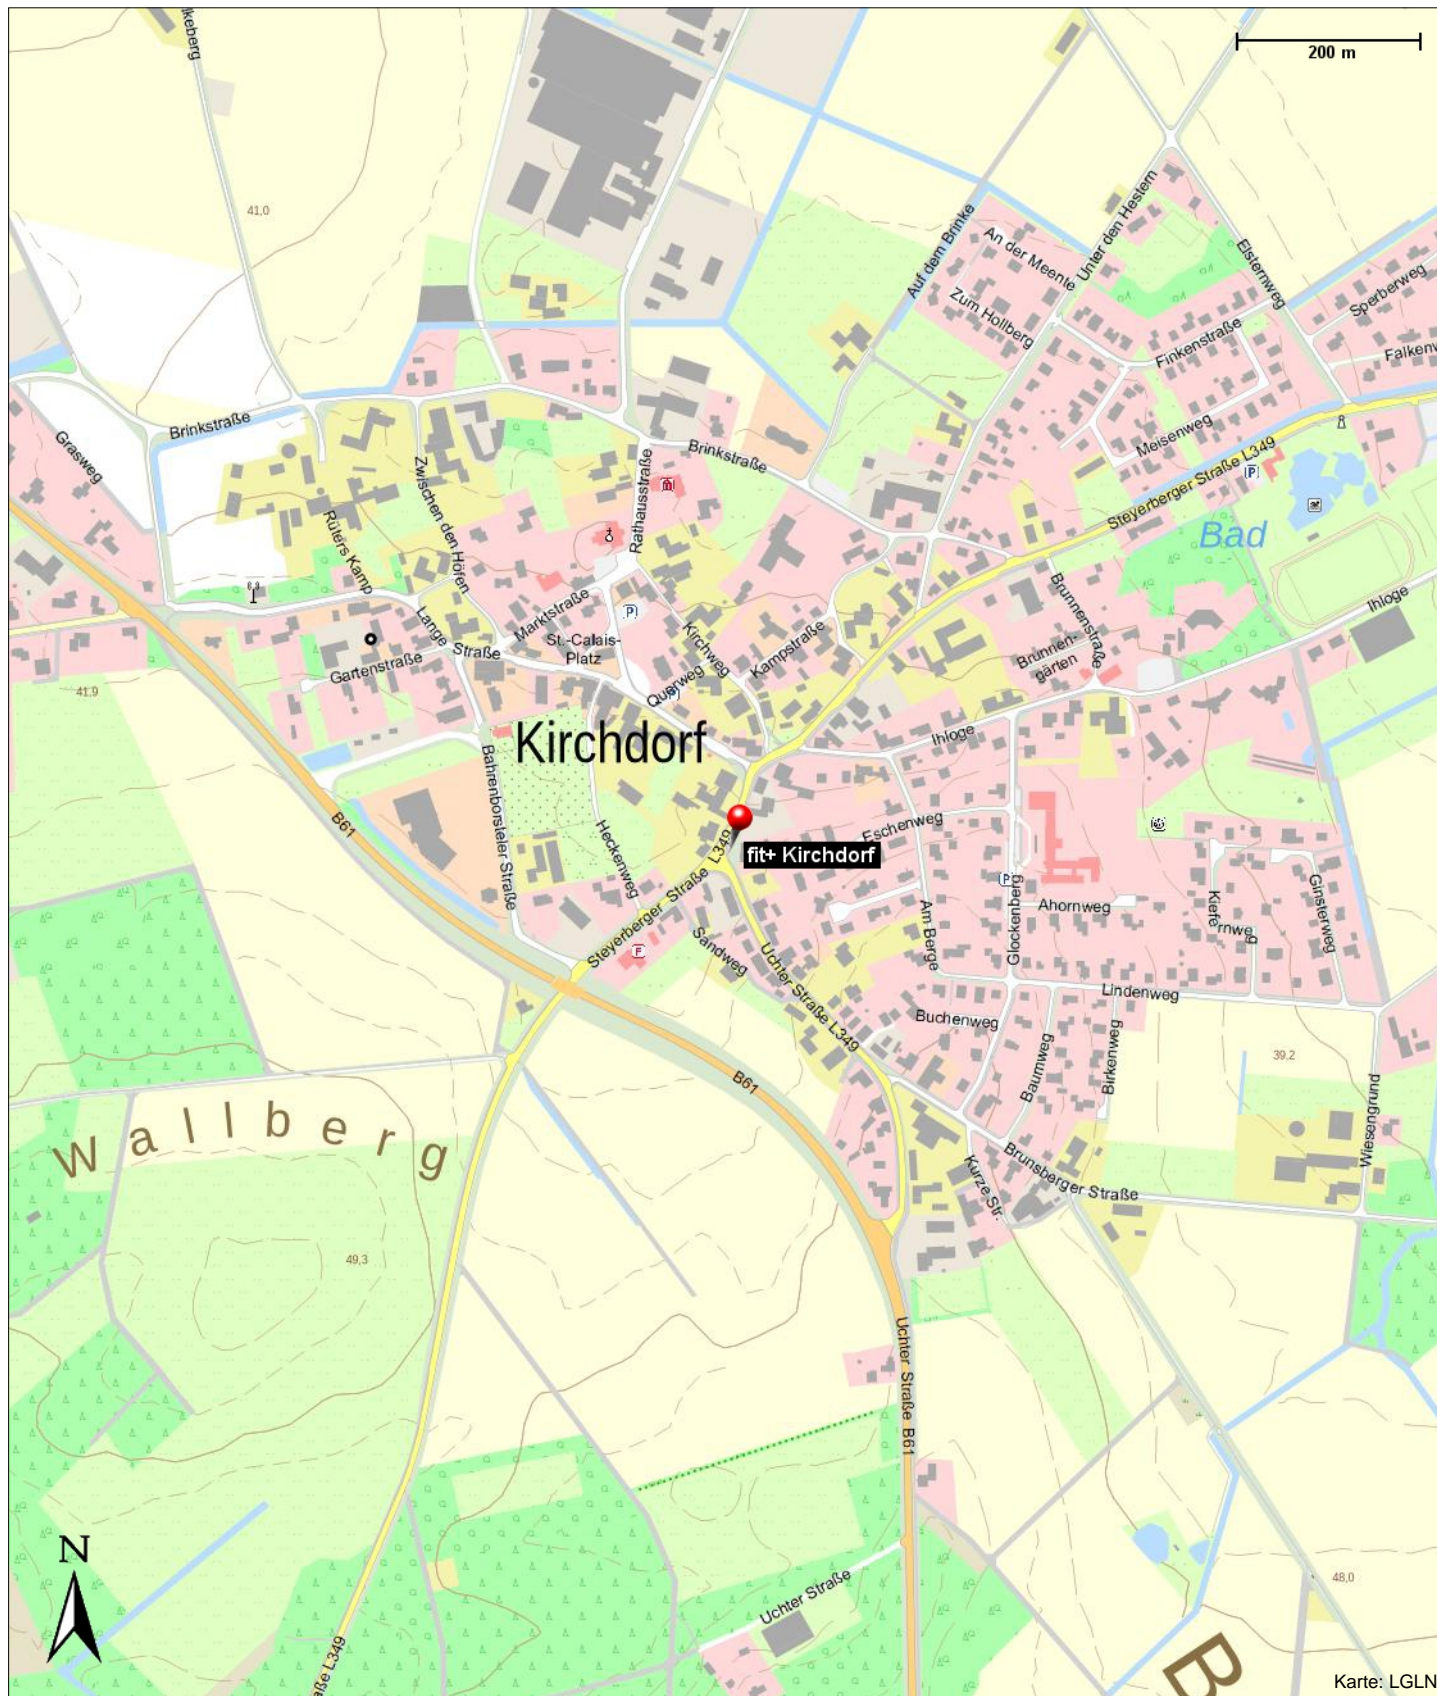 200 m
41,0
Auf dem Brinke
An der Meente
Unter den Hestern
Zum Hollberg
Elsternweg
Sperberweg
Finkenstraße
Brinkstraße
Grasweg
Zwischen den Höfen
Rathausstraße
Brinkstraße
Meisenweg
Steyerberger Straße L349
P
Bad
Rüters Kamp
Lange Straße
Marktstraße
P
St.-Calais-
Platz
Gartenstraße
Kirchweg
Kampstraße
Querweg
P
Brunnenstraße
Brunnen-
gärten
Ihloge
41,9
Kirchdorf
Ihloge
Bahrenborsteler Straße
B61
Heckenweg
Steyerberger Straße L349
fit+ Kirchdorf
Eschenweg
P
Glockenberg
Ahornweg
Am Berge
Kiefernweg
Ginsterweg
F
Sandweg
Uchter Straße L349
Lindenweg
Buchenweg
Baumweg
Birkenweg
39,2
B61
Wallberg
Wiesengrund
Kurze Str.
Brunsberger Straße
49,3
Uchter Straße B61
N
Uchter Straße
48,0
B
Karte: LGLN